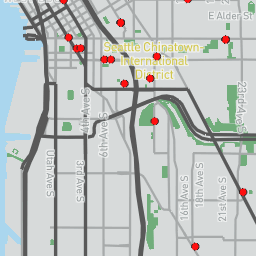 E Alder St
Seattle Chinatown-
International
District
23rd Ave S
4th Ave S
6th Ave S
Utah Ave S
3rd Ave S
16th Ave S
18th Ave S
21st Ave S